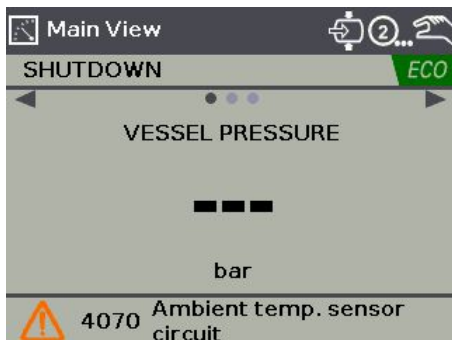 Main View
2...
SHUTDOWN ECO
VESSEL PRESSURE
---
bar
4070 Ambient temp. sensor
circuit